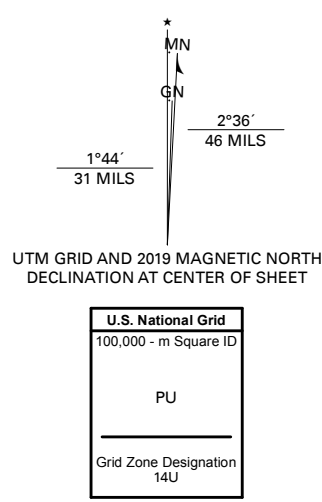 ★
MN
GN
2°36´
46 MILS
1°44´
31 MILS
UTM GRID AND 2019 MAGNETIC NORTH
DECLINATION AT CENTER OF SHEET
U.S. National Grid
100,000 - m Square ID
PU
Grid Zone Designation
14U